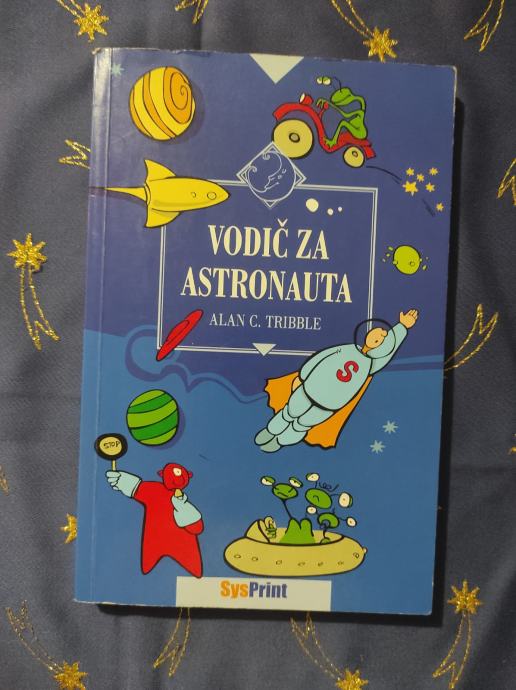 VODIČ ZA
ASTRONAUTA
ALAN C. TRIBBLE
S
STOP
SysPrint